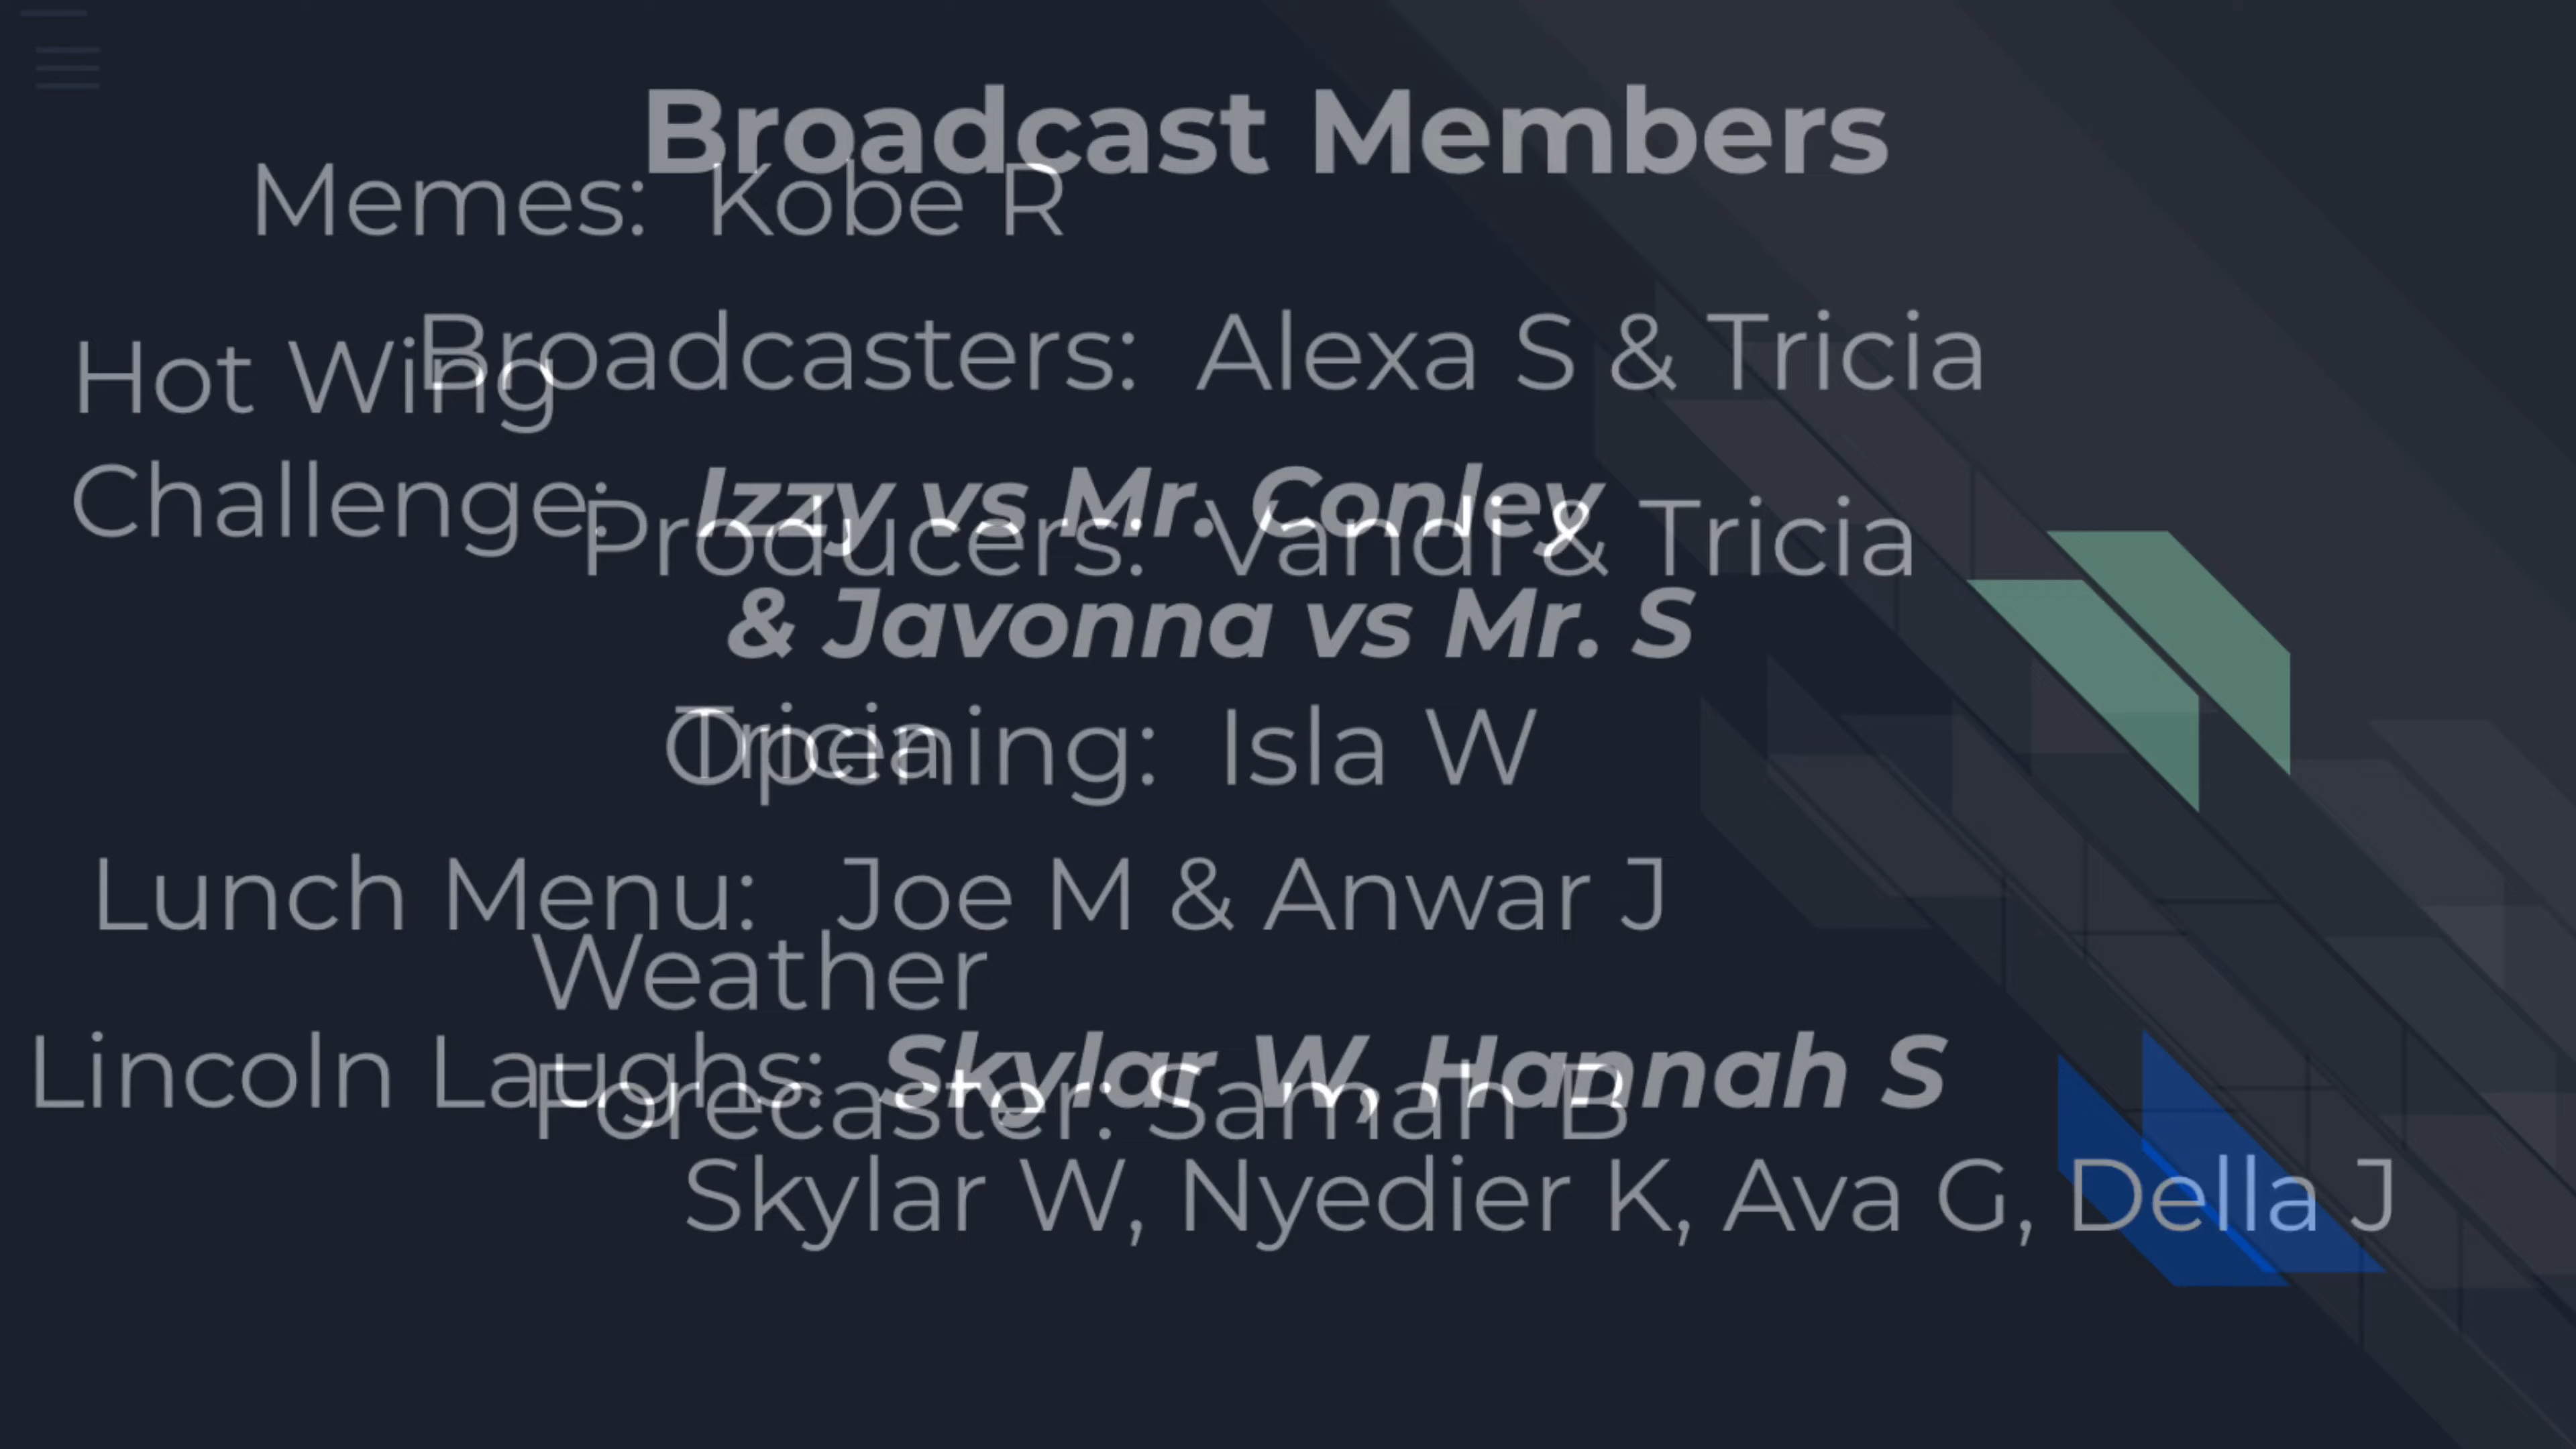 Broadcast Members
Memes: Kobe R
Broadcasters: Alexa S & Tricia
Hot Wing
Challenge: Izzy vs Mr. Conley
Producers: Vandi & Tricia
& Javonna vs Mr. S
Tricia
Opening: Isla W
Lunch Menu: Joe M & Anwar J
Weather
Lincoln Laughs: Skylar W, Hannah S
Forecaster: Samah B
Skylar W, Nyedier K, Ava G, Della J